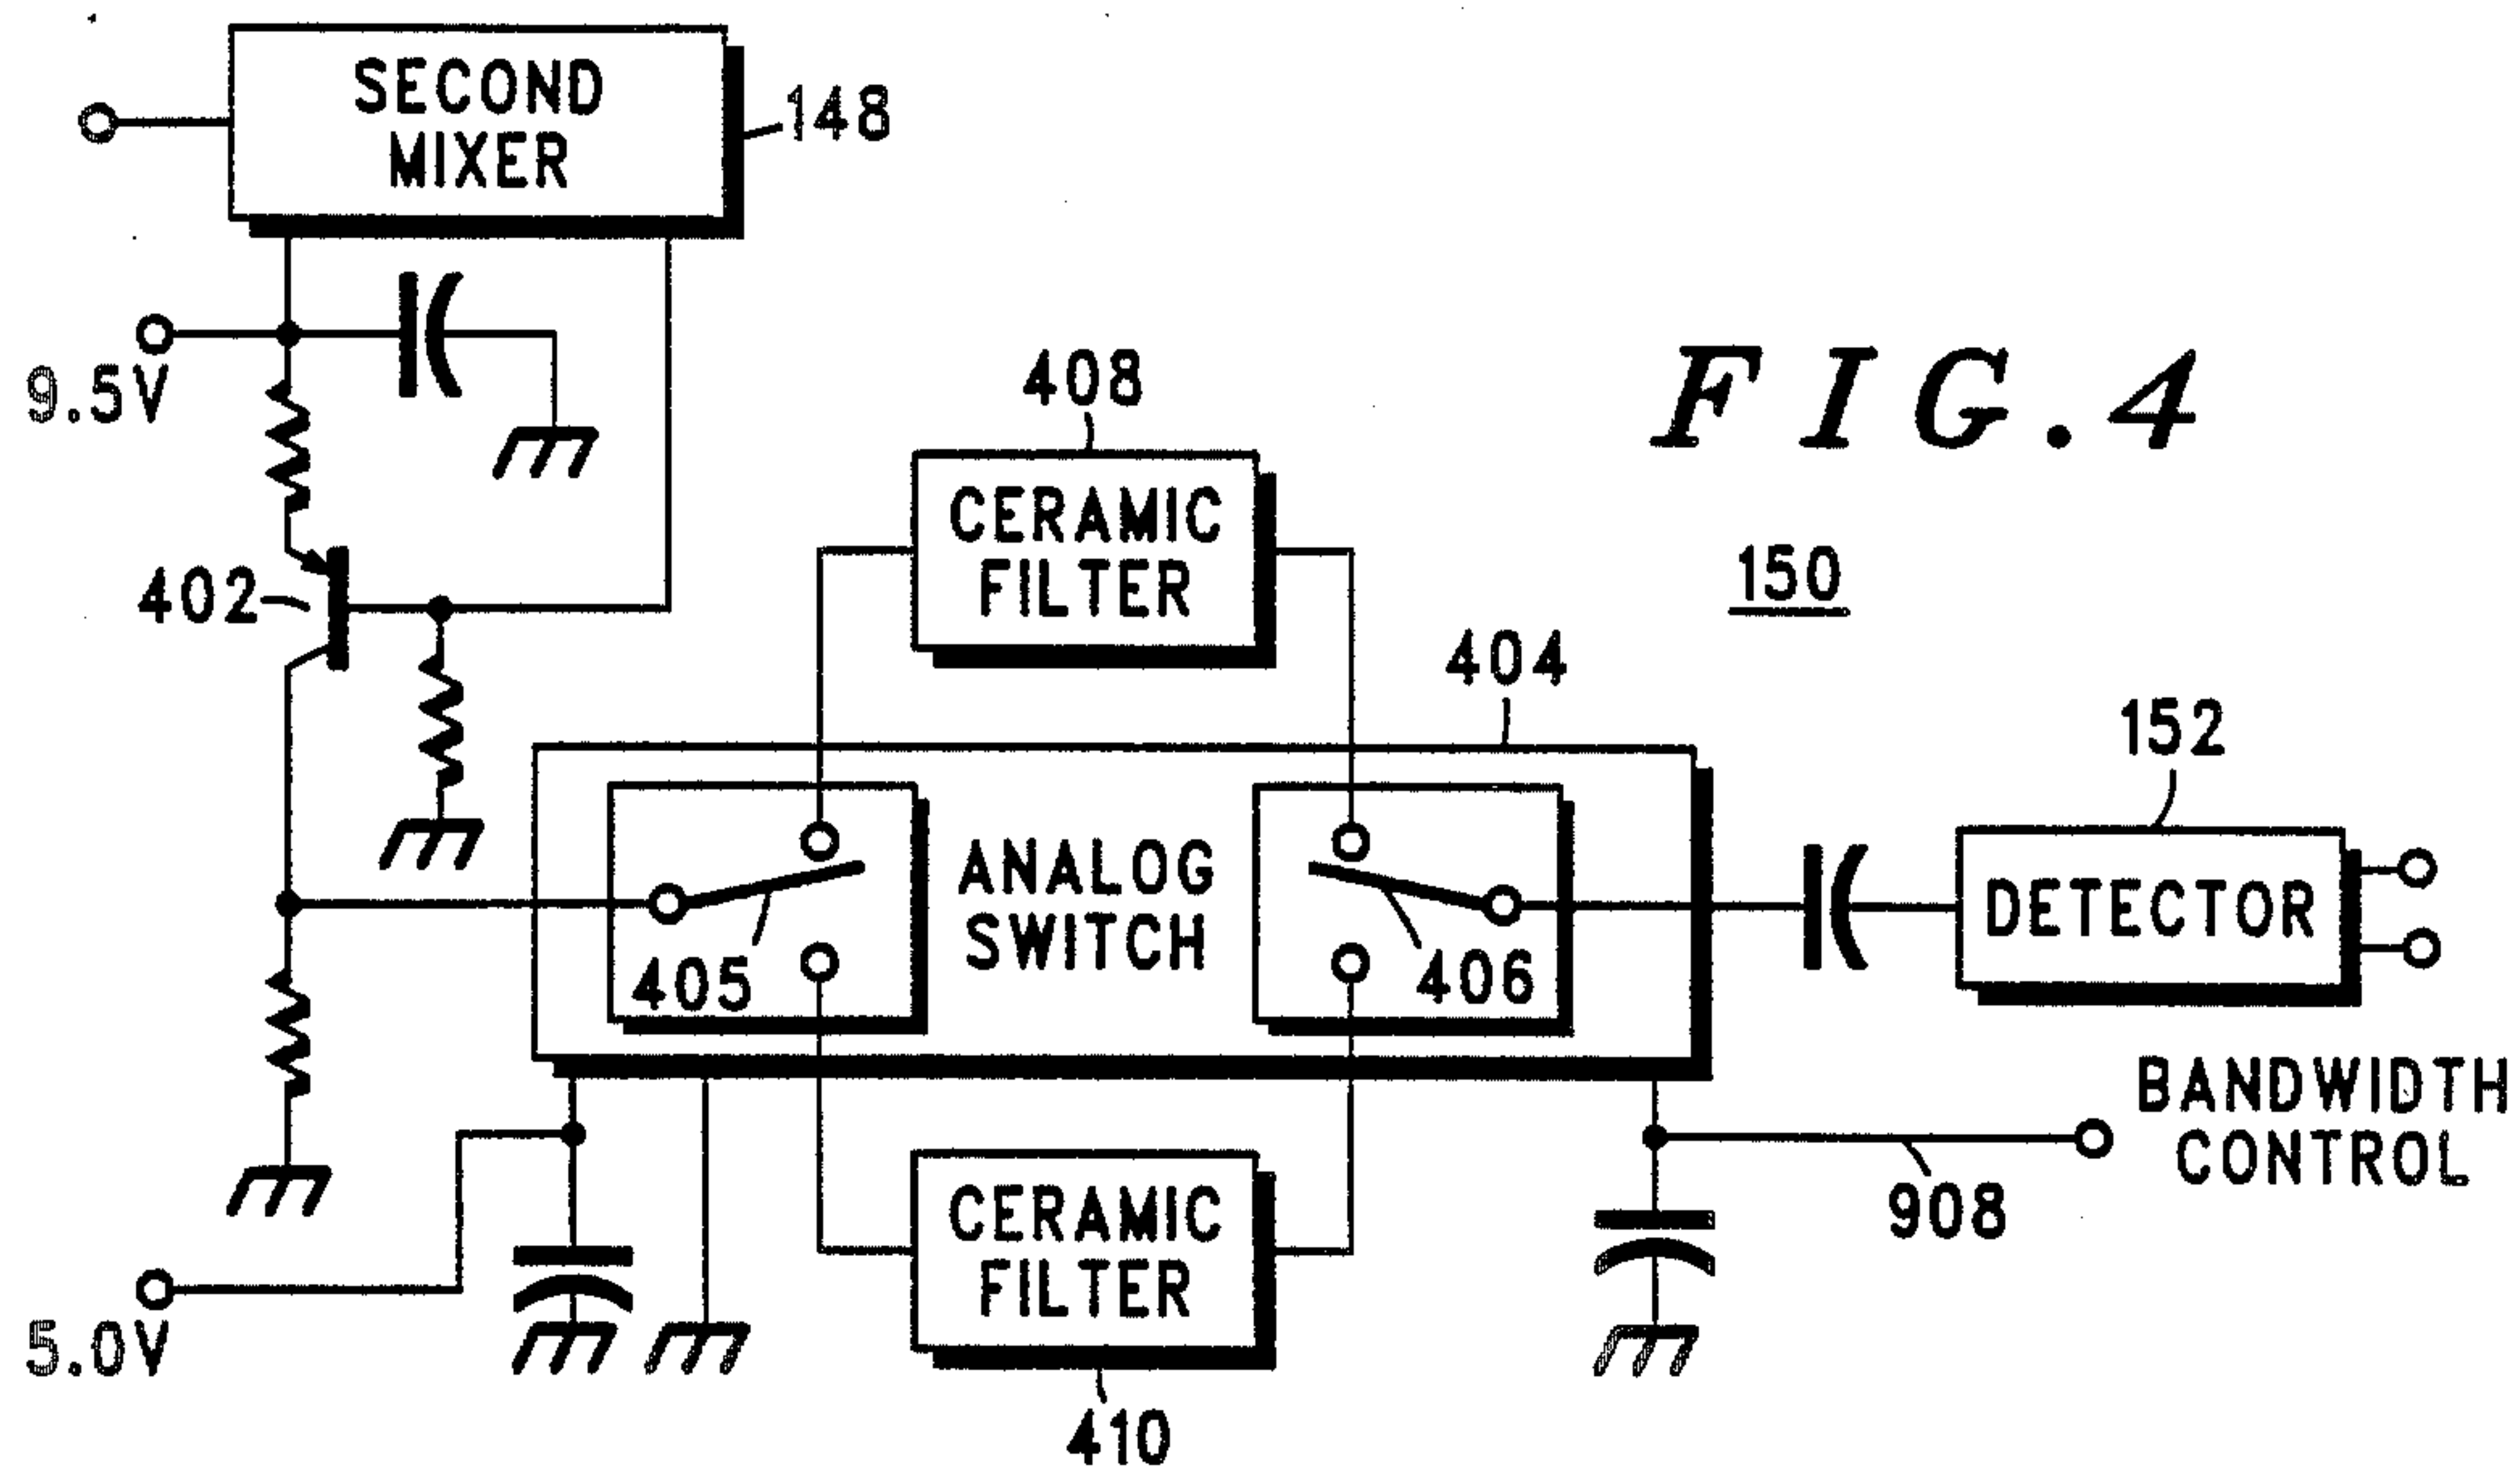 SECOND
MIXER
148
9.5V
408
FIG.4
CERAMIC
FILTER
150
402
404
152
ANALOG
SWITCH
405
406
DETECTOR
BANDWIDTH
CONTROL
908
CERAMIC
FILTER
5.0V
410